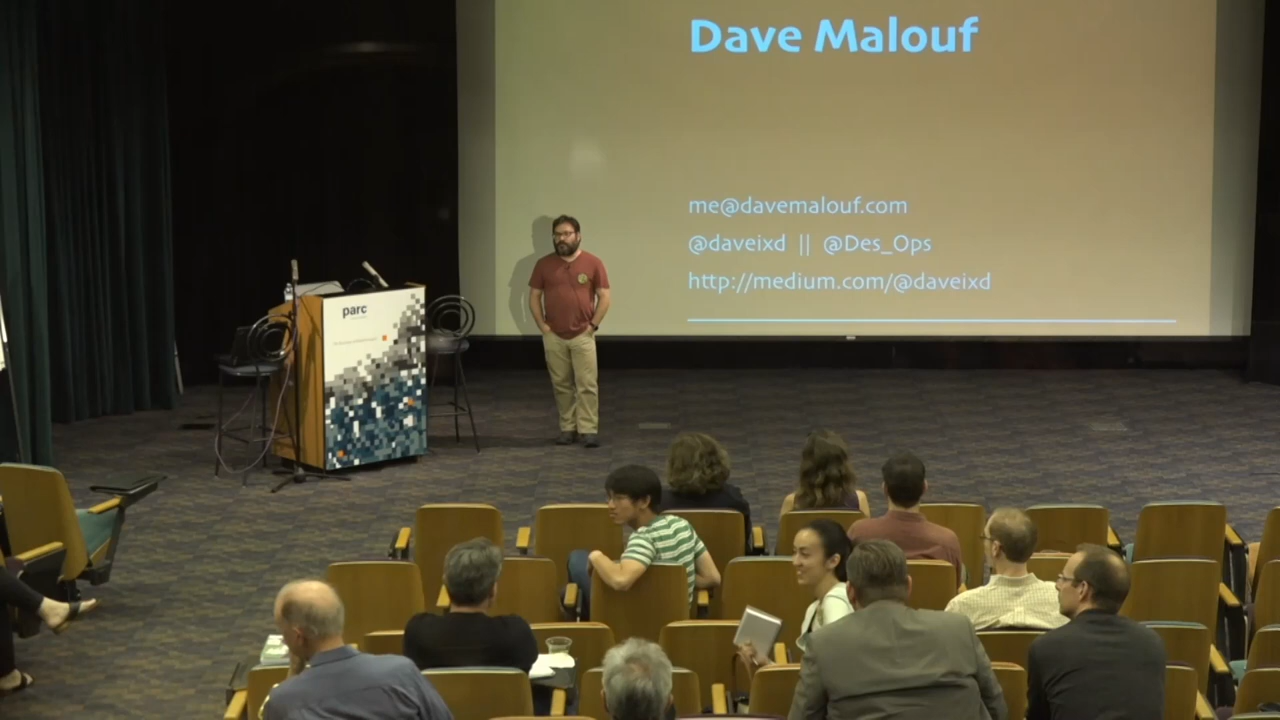 Dave Malouf
me@davemalouf.com
@daveixd || @Des_Ops
http://medium.com/@daveixd
parc